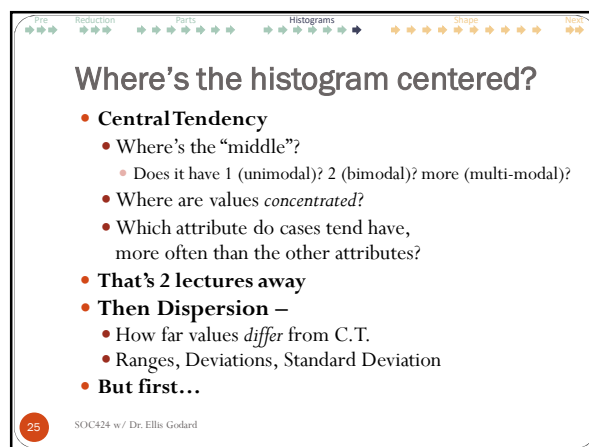 Pre Reduction Parts Histograms Shape Next
Where's the histogram centered?
Central Tendency
Where's the "middle"?
Does it have 1 (unimodal)? 2 (bimodal)? more (multi-modal)?
Where are values concentrated?
Which attribute do cases tend have,
more often than the other attributes?
That's 2 lectures away
Then Dispersion –
How far values differ from C.T.
Ranges, Deviations, Standard Deviation
But first…
25 SOC424 w/ Dr. Ellis Godard